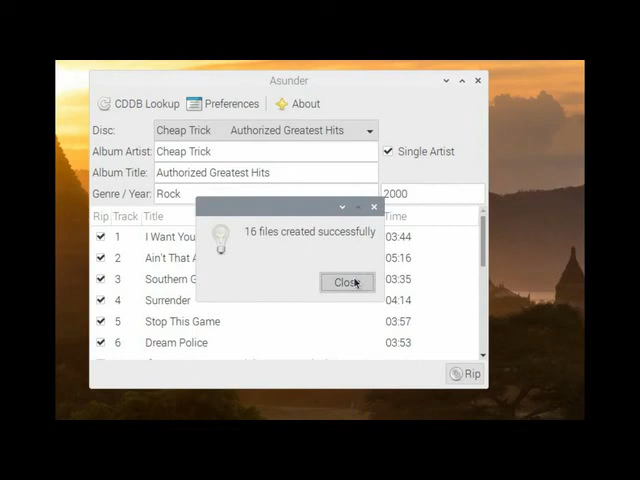 Asunder
CDDB Lookup Preferences About
Disc: Cheap Trick Authorized Greatest Hits
Album Artist: Cheap Trick Single Artist
Album Title: Authorized Greatest Hits
Genre / Year: Rock 2000
Rip Track Title Time
1 I Want You 03:44
2 Ain't That 05:16
3 Southern 03:35
4 Surrender 04:14
5 Stop This Game 03:57
6 Dream Police 03:53
16 files created successfully
Close
Rip